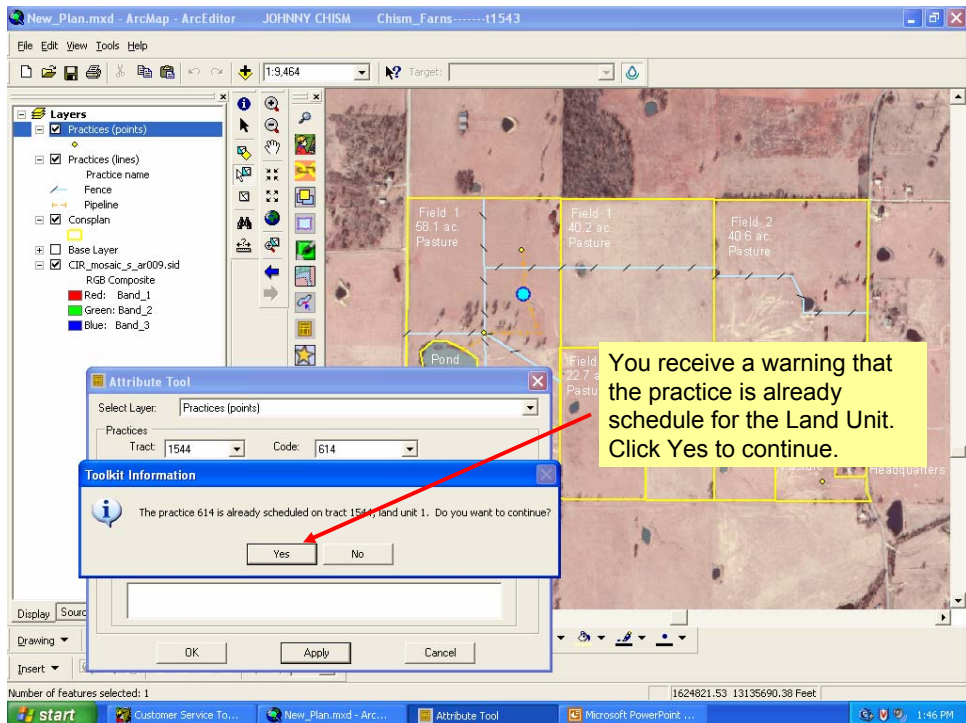 New_Plan.mxd - ArcMap - ArcEditor JOHNNY CHISM Chism_Farns-------t1543
File Edit View Tools Help
1:9,464 Target:
Layers
Practices (points)
Practices (lines)
Practice name
Fence
Pipeline
Consplan
Base Layer
CIR_mosaic_s_ar009.sid
RGB Composite
Red: Band_1
Green: Band_2
Blue: Band_3
Field 1
58.1 ac.
Pasture
Field 1
40.2 ac.
Pasture
Field 2
40.6 ac.
Pasture
Pond
Field
22.7 a
Pastu
Pasture
Headquarters
You receive a warning that
the practice is already
schedule for the Land Unit.
Click Yes to continue.
Attribute Tool
Select Layer: Practices (points)
Practices
Tract: 1544 Code: 614
Toolkit Information
The practice 614 is already scheduled on tract 1544, land unit 1. Do you want to continue?
Yes No
OK Apply Cancel
Display Sourc
Drawing
Insert
Number of features selected: 1 1624821.53 13135690.38 Feet
start Customer Service To... New_Plan.mxd - Arc... Attribute Tool Microsoft PowerPoint ... 1:46 PM